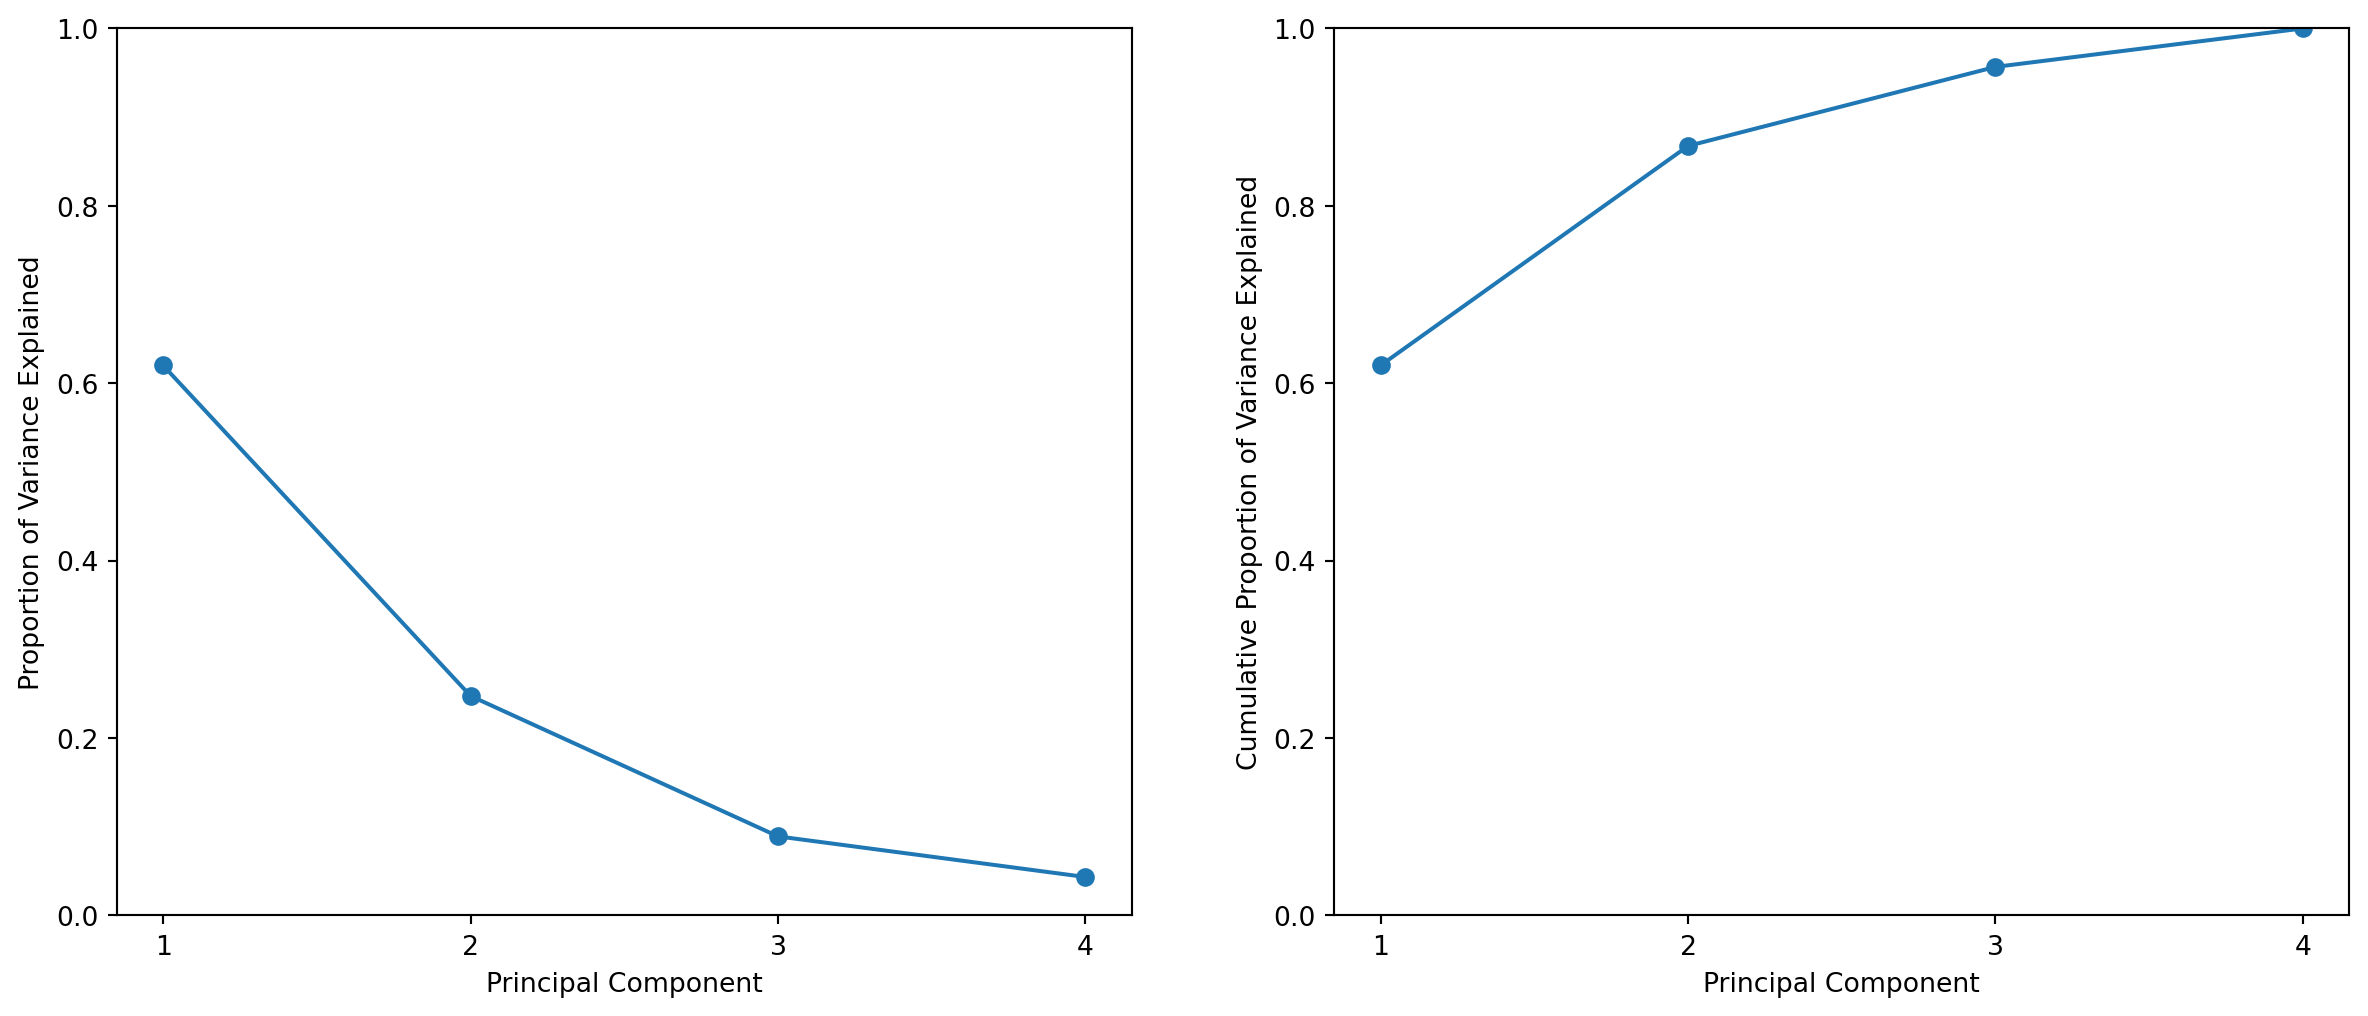 Proportion of Variance Explained
1.0
0.8
0.6
0.4
0.2
0.0
1 2 3 4
Principal Component
Cumulative Proportion of Variance Explained
1.0
0.8
0.6
0.4
0.2
0.0
1 2 3 4
Principal Component